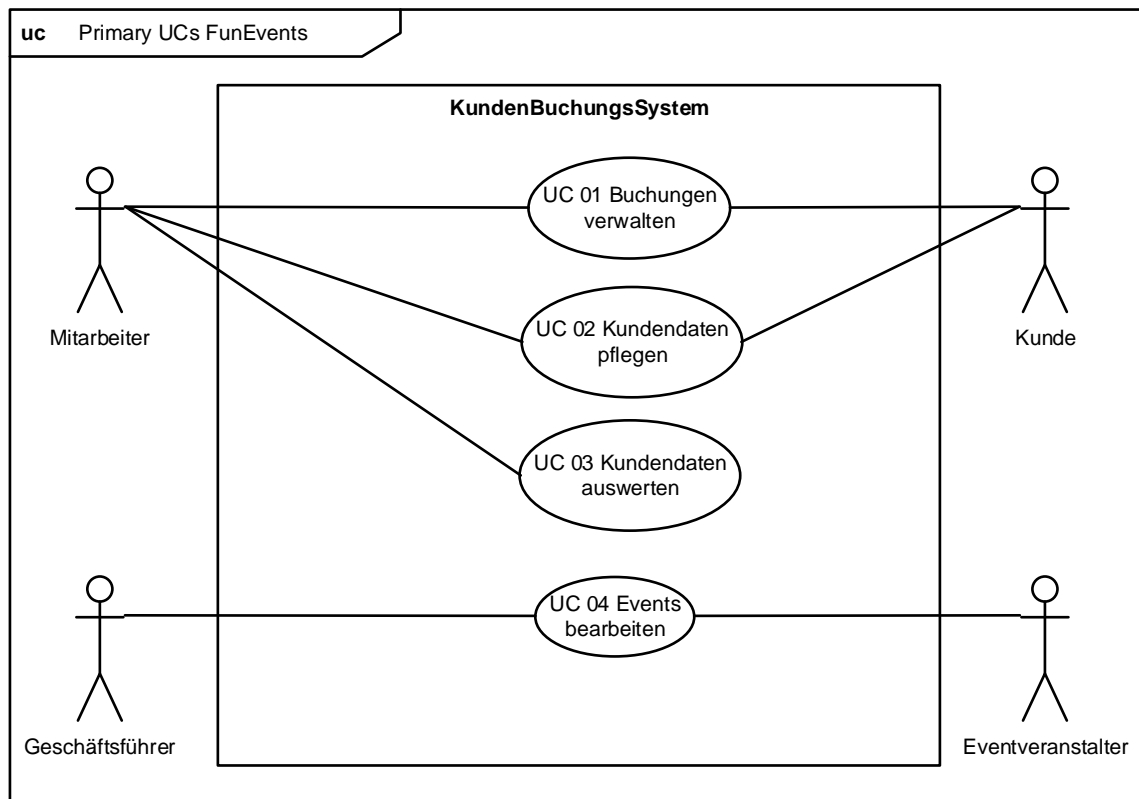 uc Primary UCs FunEvents
KundenBuchungsSystem
UC 01 Buchungen
verwalten
Mitarbeiter
UC 02 Kundendaten
pflegen
Kunde
UC 03 Kundendaten
auswerten
UC 04 Events
bearbeiten
Geschäftsführer
Eventveranstalter